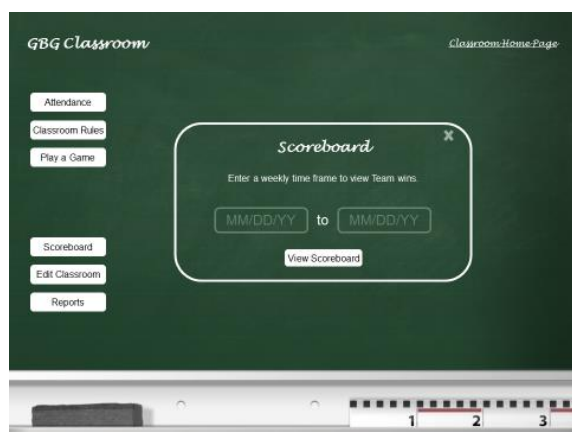 GBG Classroom
Classroom Home Page
Attendance
Classroom Rules
Play a Game
Scoreboard
Edit Classroom
Reports
Scoreboard
x
Enter a weekly time frame to view Team wins.
MM/DD/YY to MM/DD/YY
View Scoreboard
1 2 3